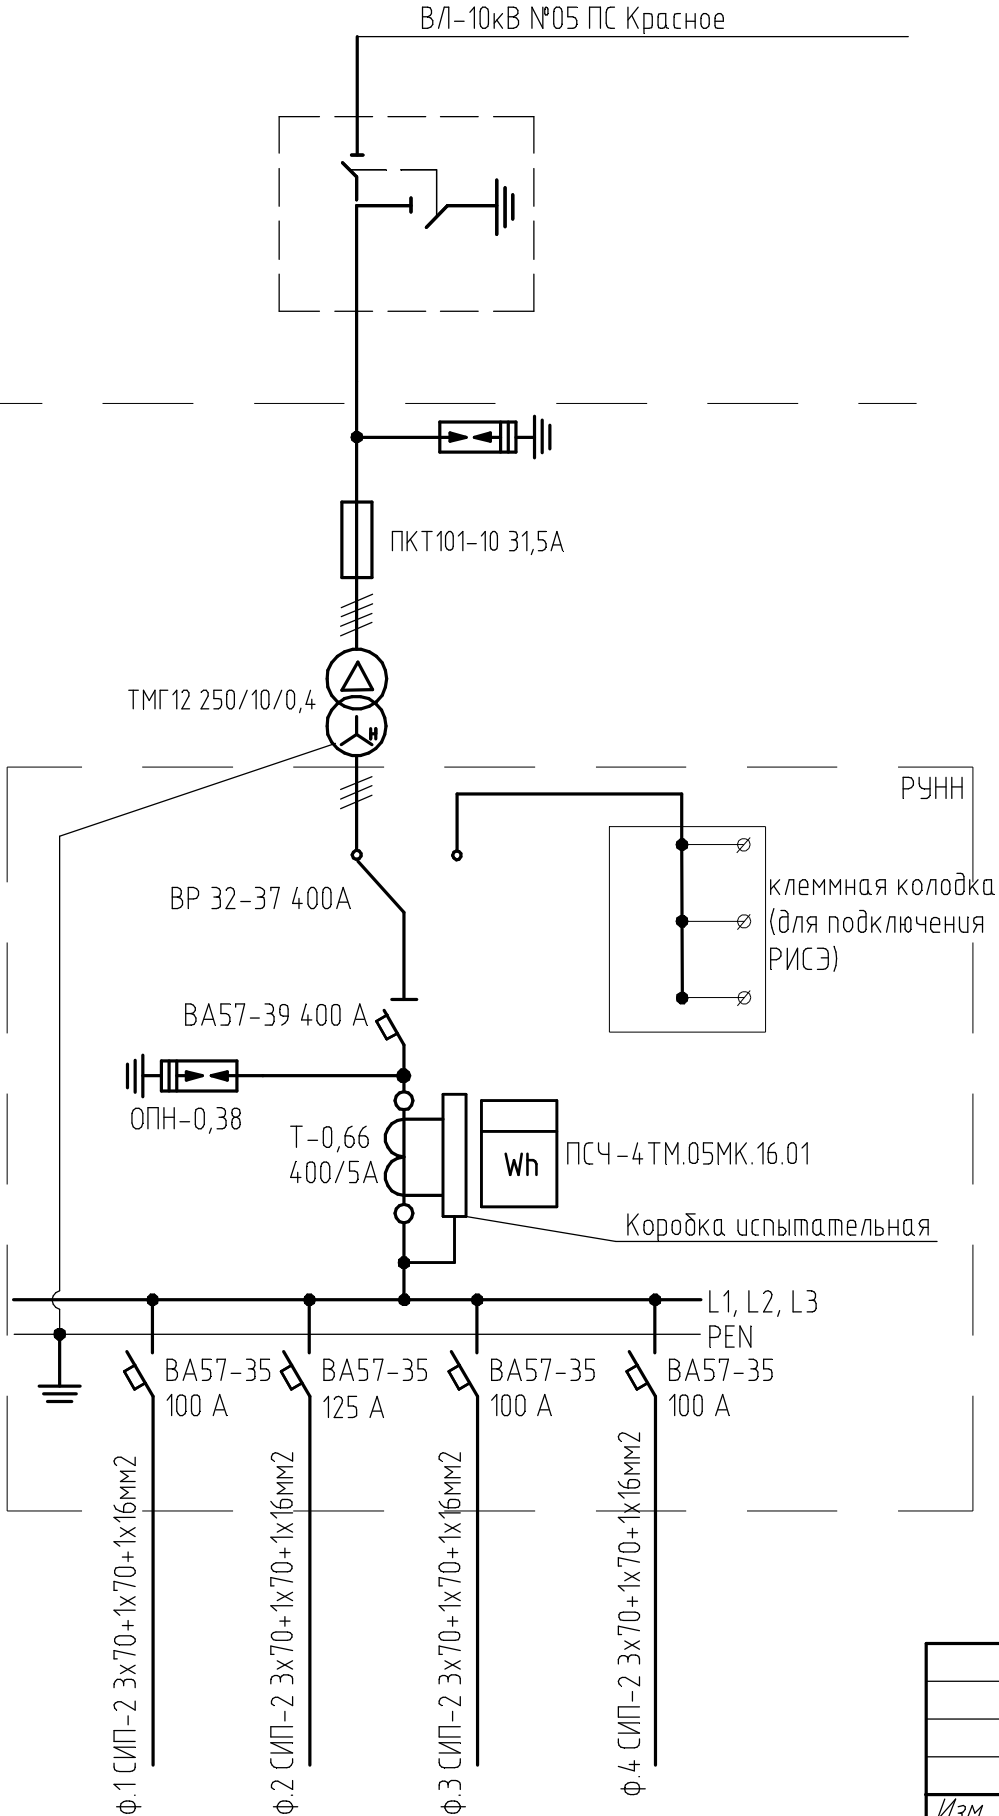 ВЛ-10кВ №05 ПС Красное
ПКТ101-10 31,5А
ТМГ12 250/10/0,4
Н
РУНН
ВР 32-37 400А
клеммная колодка
(для подключения
РИСЭ)
ВА57-39 400 А
ОПН-0,38
Т-0,66
400/5А
Wh
ПСЧ-4ТМ.05МК.16.01
Коробка испытательная
L1, L2, L3
PEN
ВА57-35
100 А
ВА57-35
125 А
ВА57-35
100 А
ВА57-35
100 А
ф.1 СИП-2 3х70+1х70+1х16мм2
ф.2 СИП-2 3х70+1х70+1х16мм2
ф.3 СИП-2 3х70+1х70+1х16мм2
ф.4 СИП-2 3х70+1х70+1х16мм2
Изм